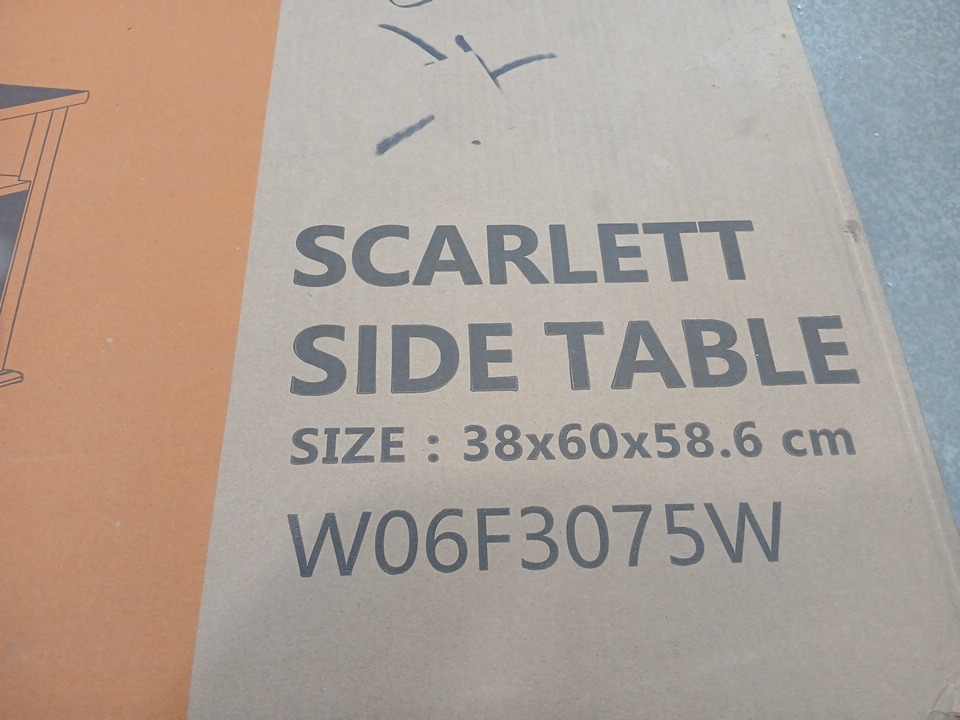 SCARLETT
SIDE TABLE
SIZE : 38x60x58.6 cm
W06F3075W